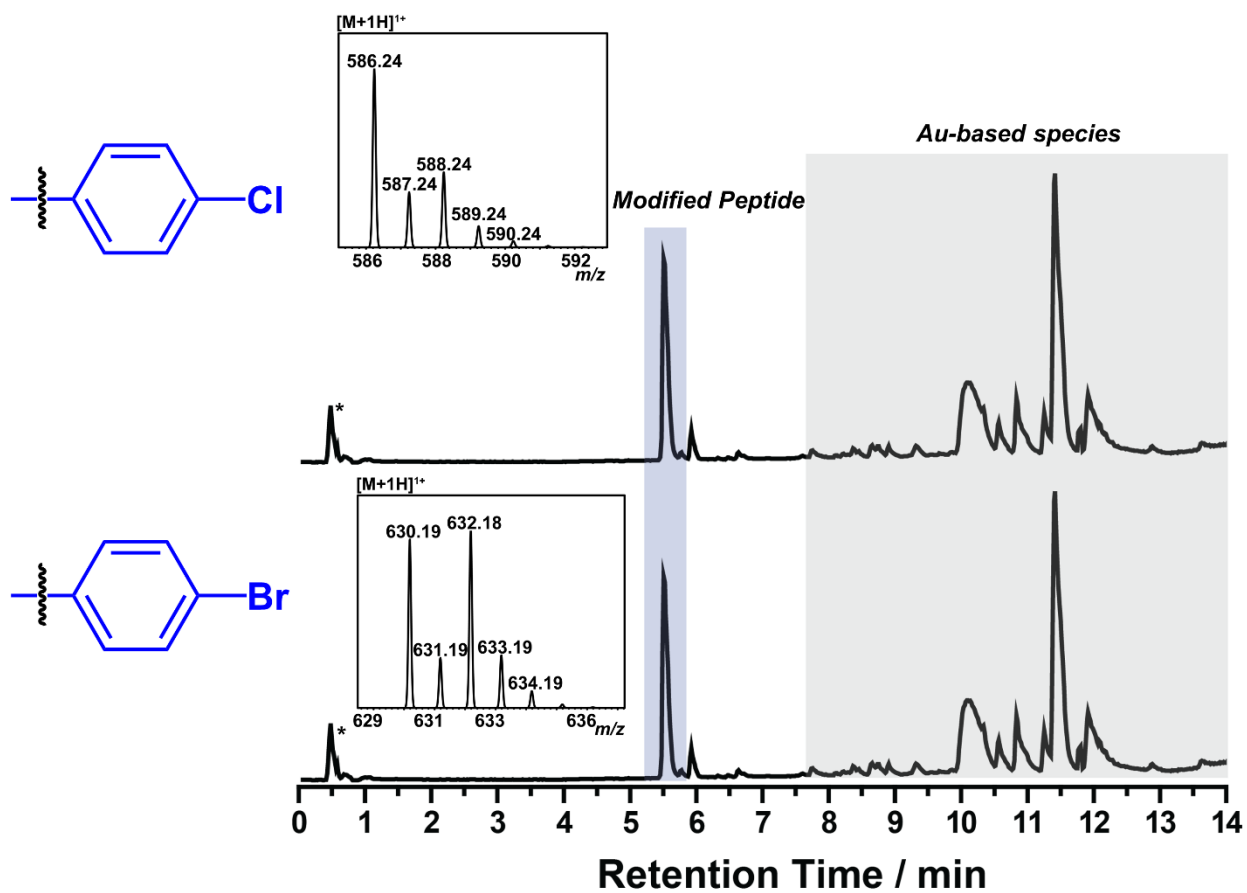 [M+1H]¹⁺
586.24
588.24
587.24
589.24
590.24
586 588 590 592
m/z
Cl
Modified Peptide
Au-based species
*
[M+1H]¹⁺
630.19 632.18
631.19 633.19
634.19
629 631 633 636
m/z
Br
*
0 1 2 3 4 5 6 7 8 9 10 11 12 13 14
Retention Time / min